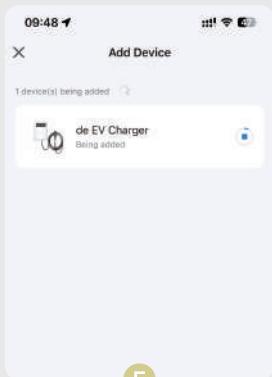 09:48
Add Device
1 device(s) being added
de EV Charger
Being added